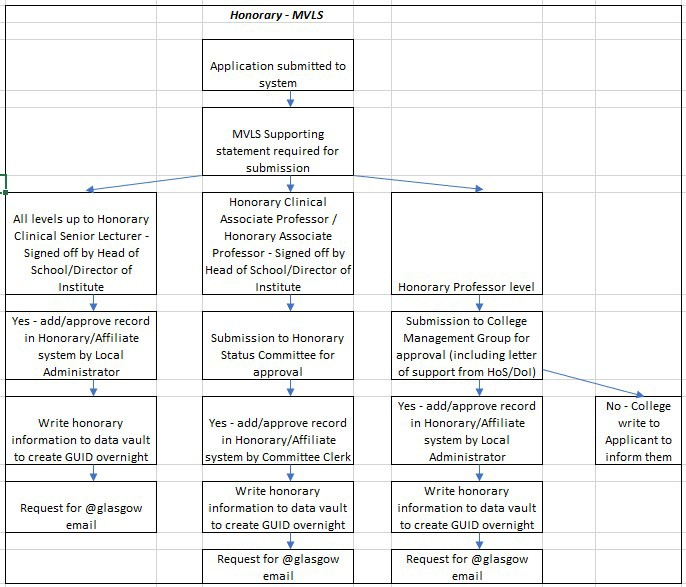 Honorary - MVLS
Application submitted to
system
MVLS Supporting
statement required for
submission
All levels up to Honorary
Clinical Senior Lecturer -
Signed off by Head of
School/Director of
Institute
Honorary Clinical
Associate Professor /
Honorary Associate
Professor - Signed off by
Head of School/Director of
Institute
Honorary Professor level
Yes - add/approve record
in Honorary/Affiliate
system by Local
Administrator
Submission to Honorary
Status Committee for
approval
Submission to College
Management Group for
approval (including letter
of support from HoS/DoI)
Write honorary
information to data vault
to create GUID overnight
Yes - add/approve record
in Honorary/Affiliate
system by Committee Clerk
Yes - add/approve record
in Honorary/Affiliate
system by Local
Administrator
No - College
write to
Applicant to
inform them
Request for @glasgow
email
Write honorary
information to data vault
to create GUID overnight
Write honorary
information to data vault
to create GUID overnight
Request for @glasgow
email
Request for @glasgow
email